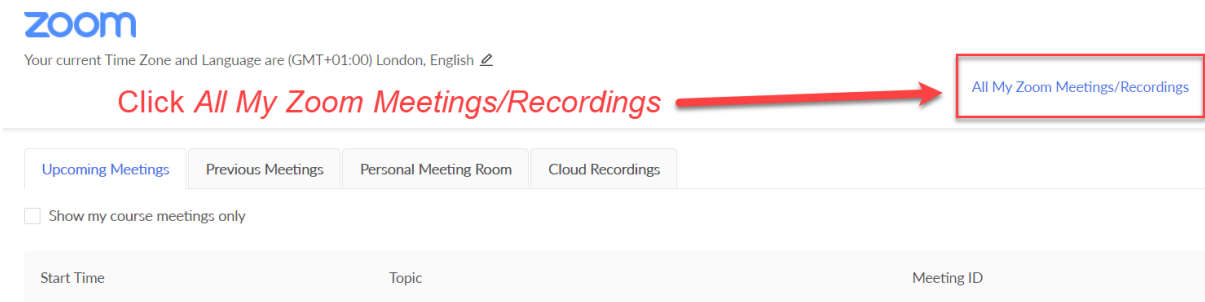 zoom
Your current Time Zone and Language are (GMT+01:00) London, English
Click All My Zoom Meetings/Recordings
All My Zoom Meetings/Recordings
Upcoming Meetings Previous Meetings Personal Meeting Room Cloud Recordings
Show my course meetings only
Start Time Topic Meeting ID